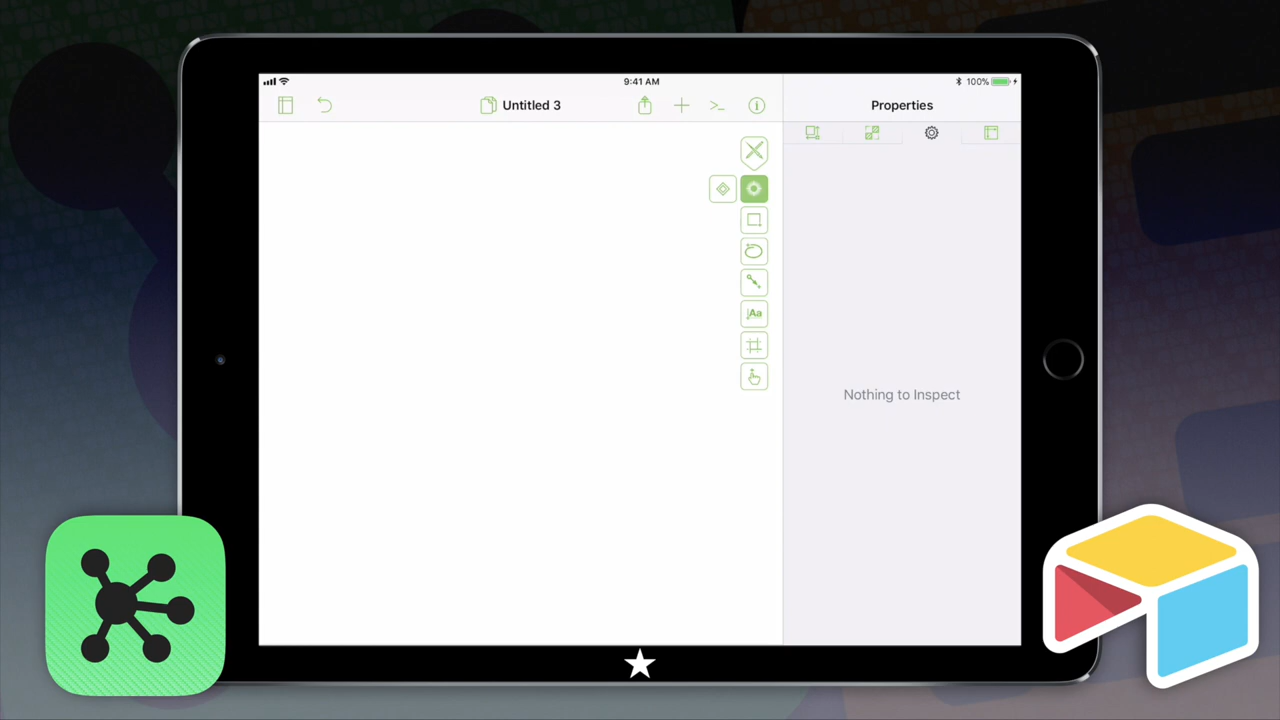 9:41 AM
100%
Untitled 3
>_
Properties
Aa
Nothing to Inspect